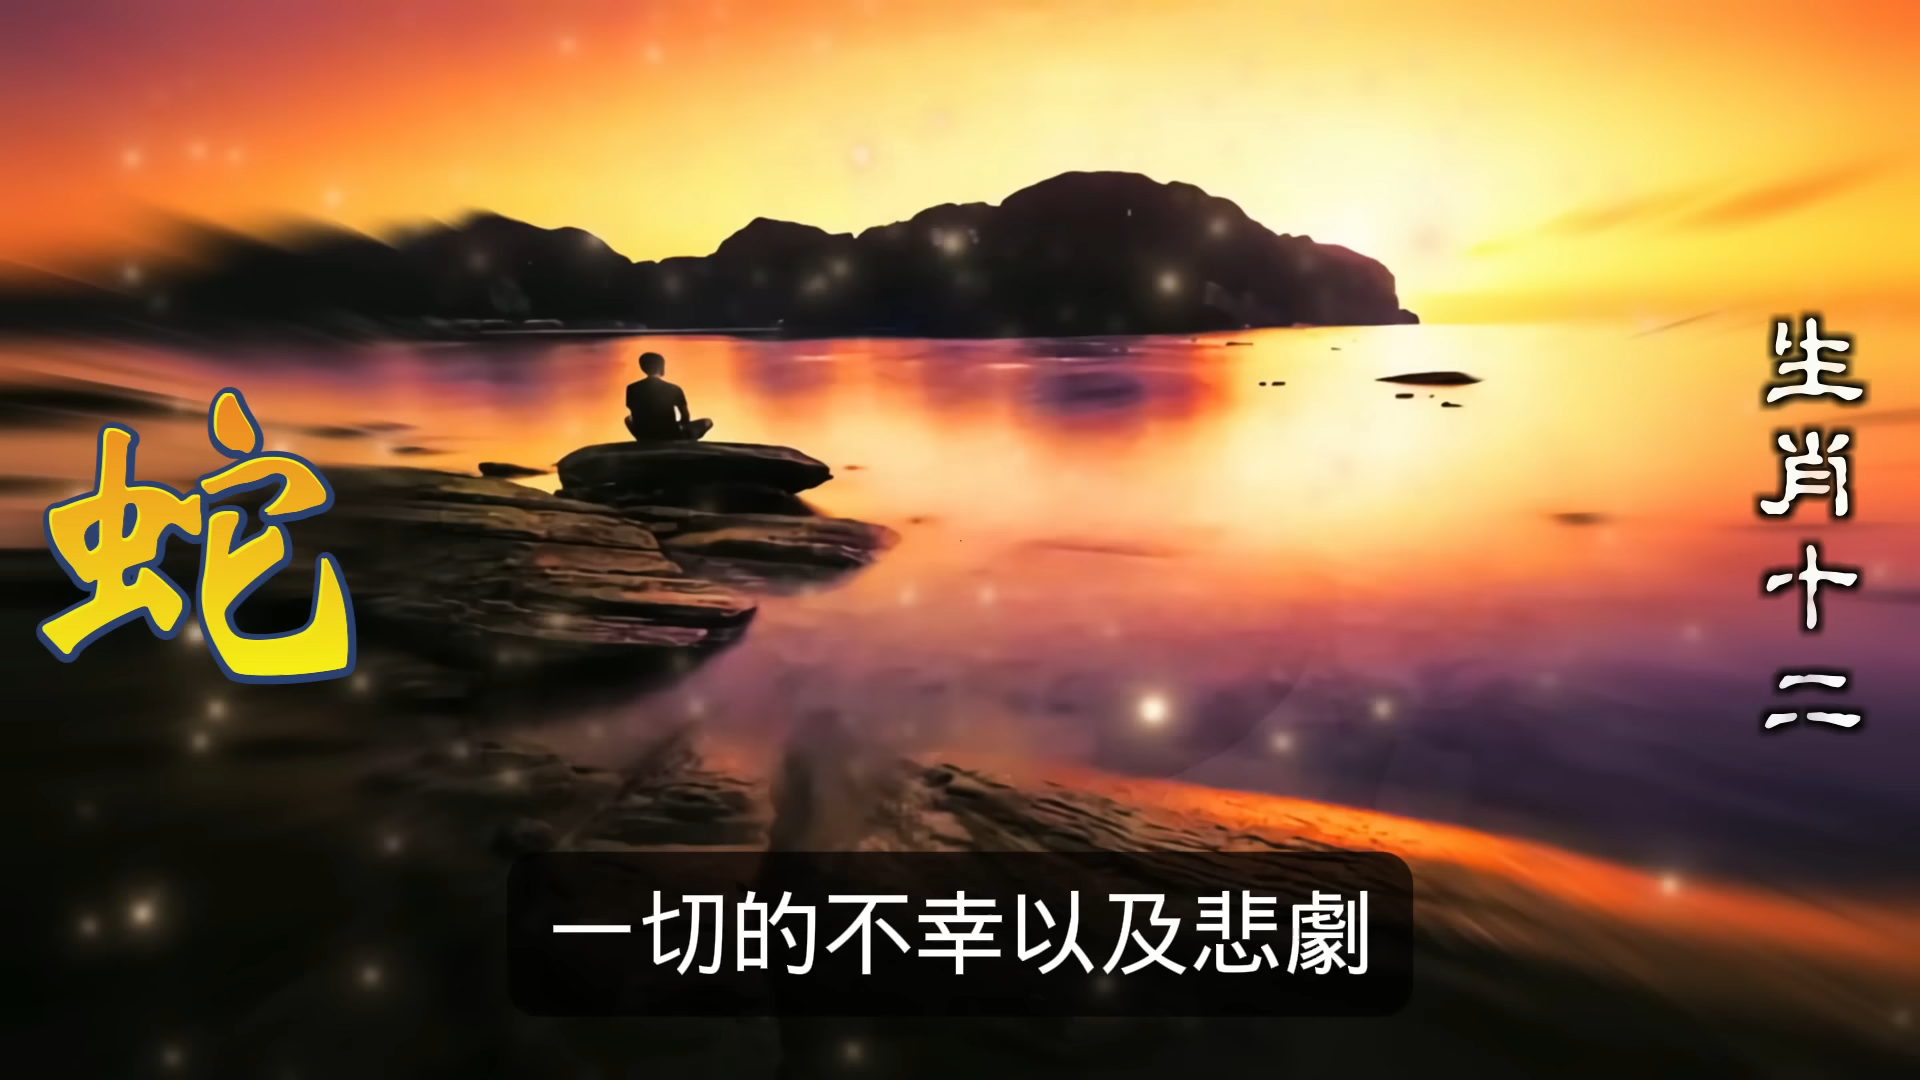 蛇
生肖十二
一切的不幸以及悲劇